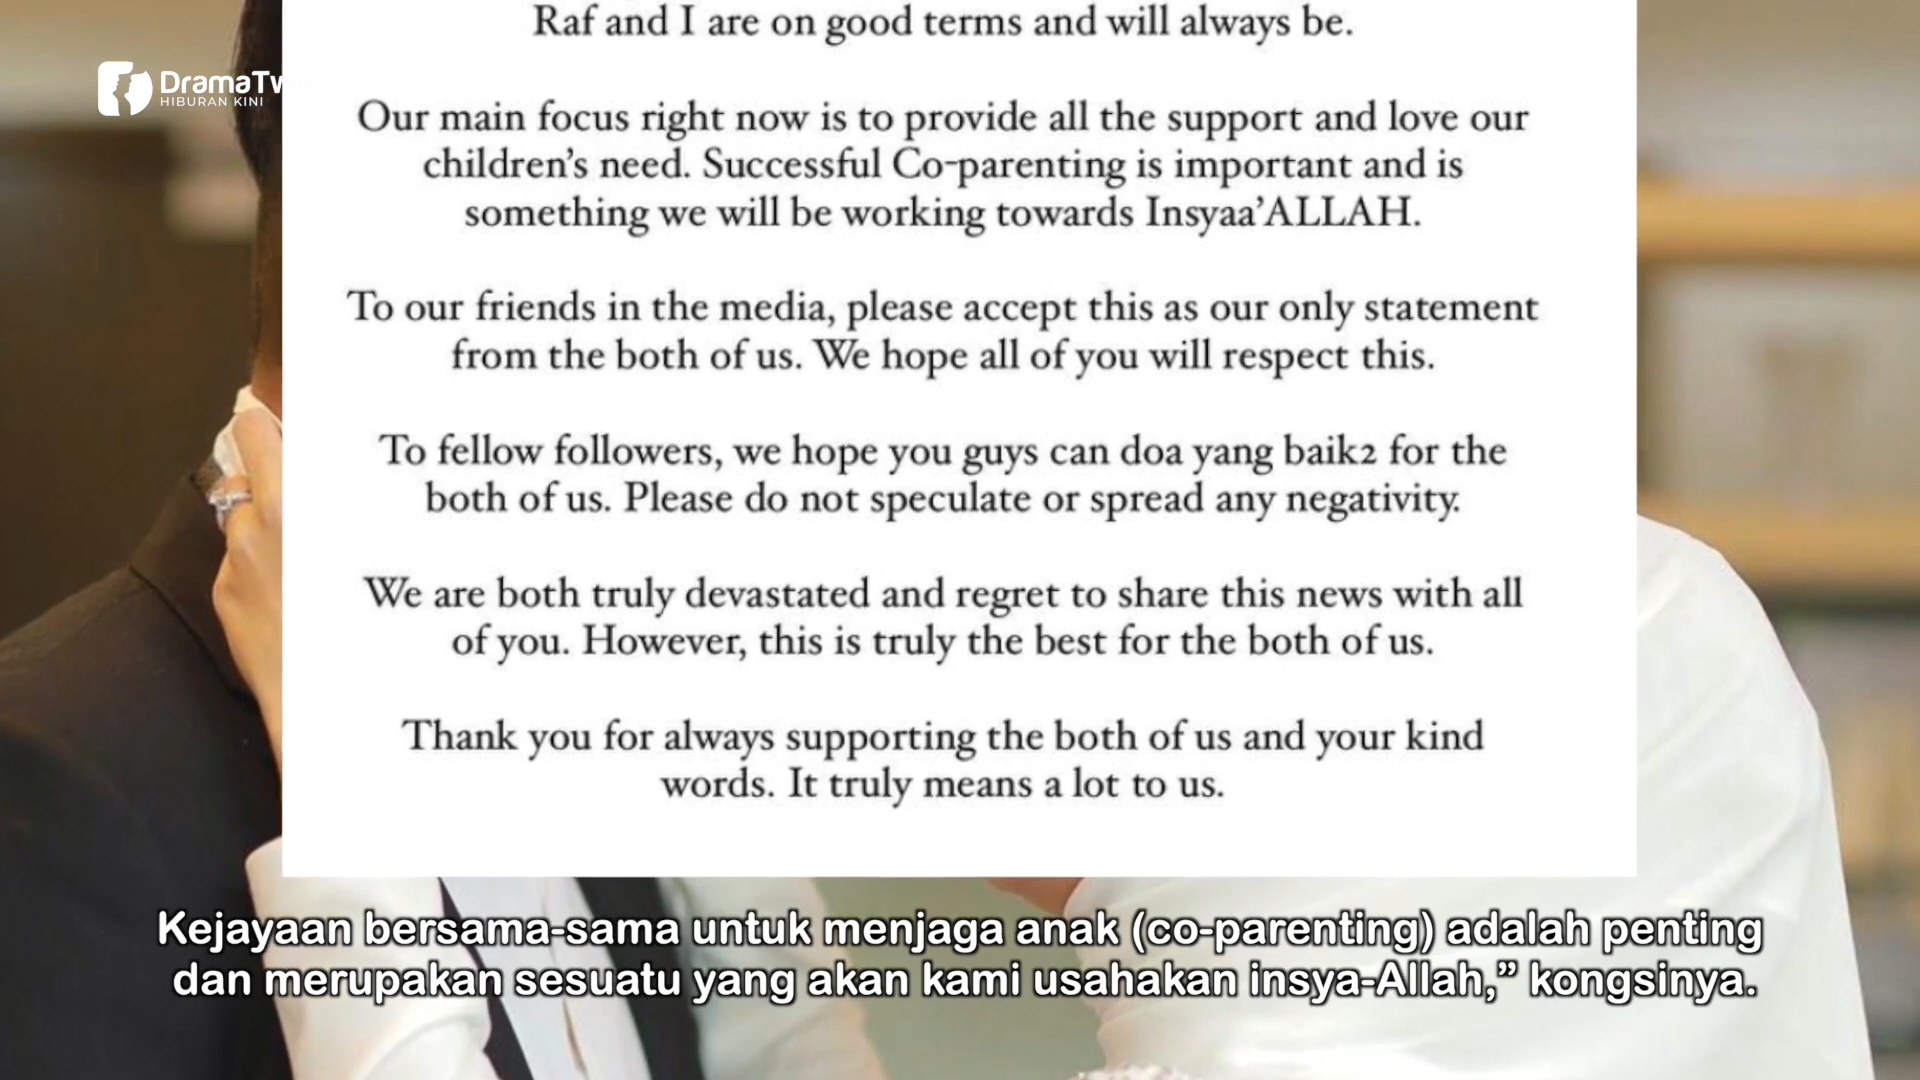 Raf and I are on good terms and will always be.
DramaTv
HIBURAN KINI
Our main focus right now is to provide all the support and love our
children's need. Successful Co-parenting is important and is
something we will be working towards Insyaa'ALLAH.
To our friends in the media, please accept this as our only statement
from the both of us. We hope all of you will respect this.
To fellow followers, we hope you guys can doa yang baik2 for the
both of us. Please do not speculate or spread any negativity.
We are both truly devastated and regret to share this news with all
of you. However, this is truly the best for the both of us.
Thank you for always supporting the both of us and your kind
words. It truly means a lot to us.
Kejayaan bersama-sama untuk menjaga anak (co-parenting) adalah penting
dan merupakan sesuatu yang akan kami usahakan insya-Allah,” kongsinya.